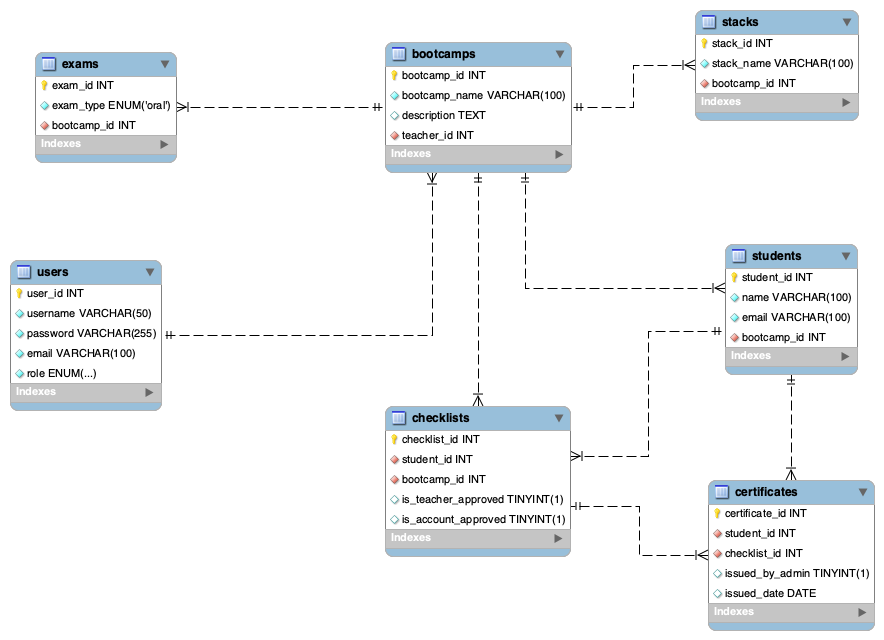 exams
exam_id INT
exam_type ENUM('oral')
bootcamp_id INT
Indexes
bootcamps
bootcamp_id INT
bootcamp_name VARCHAR(100)
description TEXT
teacher_id INT
Indexes
stacks
stack_id INT
stack_name VARCHAR(100)
bootcamp_id INT
Indexes
users
user_id INT
username VARCHAR(50)
password VARCHAR(255)
email VARCHAR(100)
role ENUM(...)
Indexes
students
student_id INT
name VARCHAR(100)
email VARCHAR(100)
bootcamp_id INT
Indexes
checklists
checklist_id INT
student_id INT
bootcamp_id INT
is_teacher_approved TINYINT(1)
is_account_approved TINYINT(1)
Indexes
certificates
certificate_id INT
student_id INT
checklist_id INT
issued_by_admin TINYINT(1)
issued_date DATE
Indexes